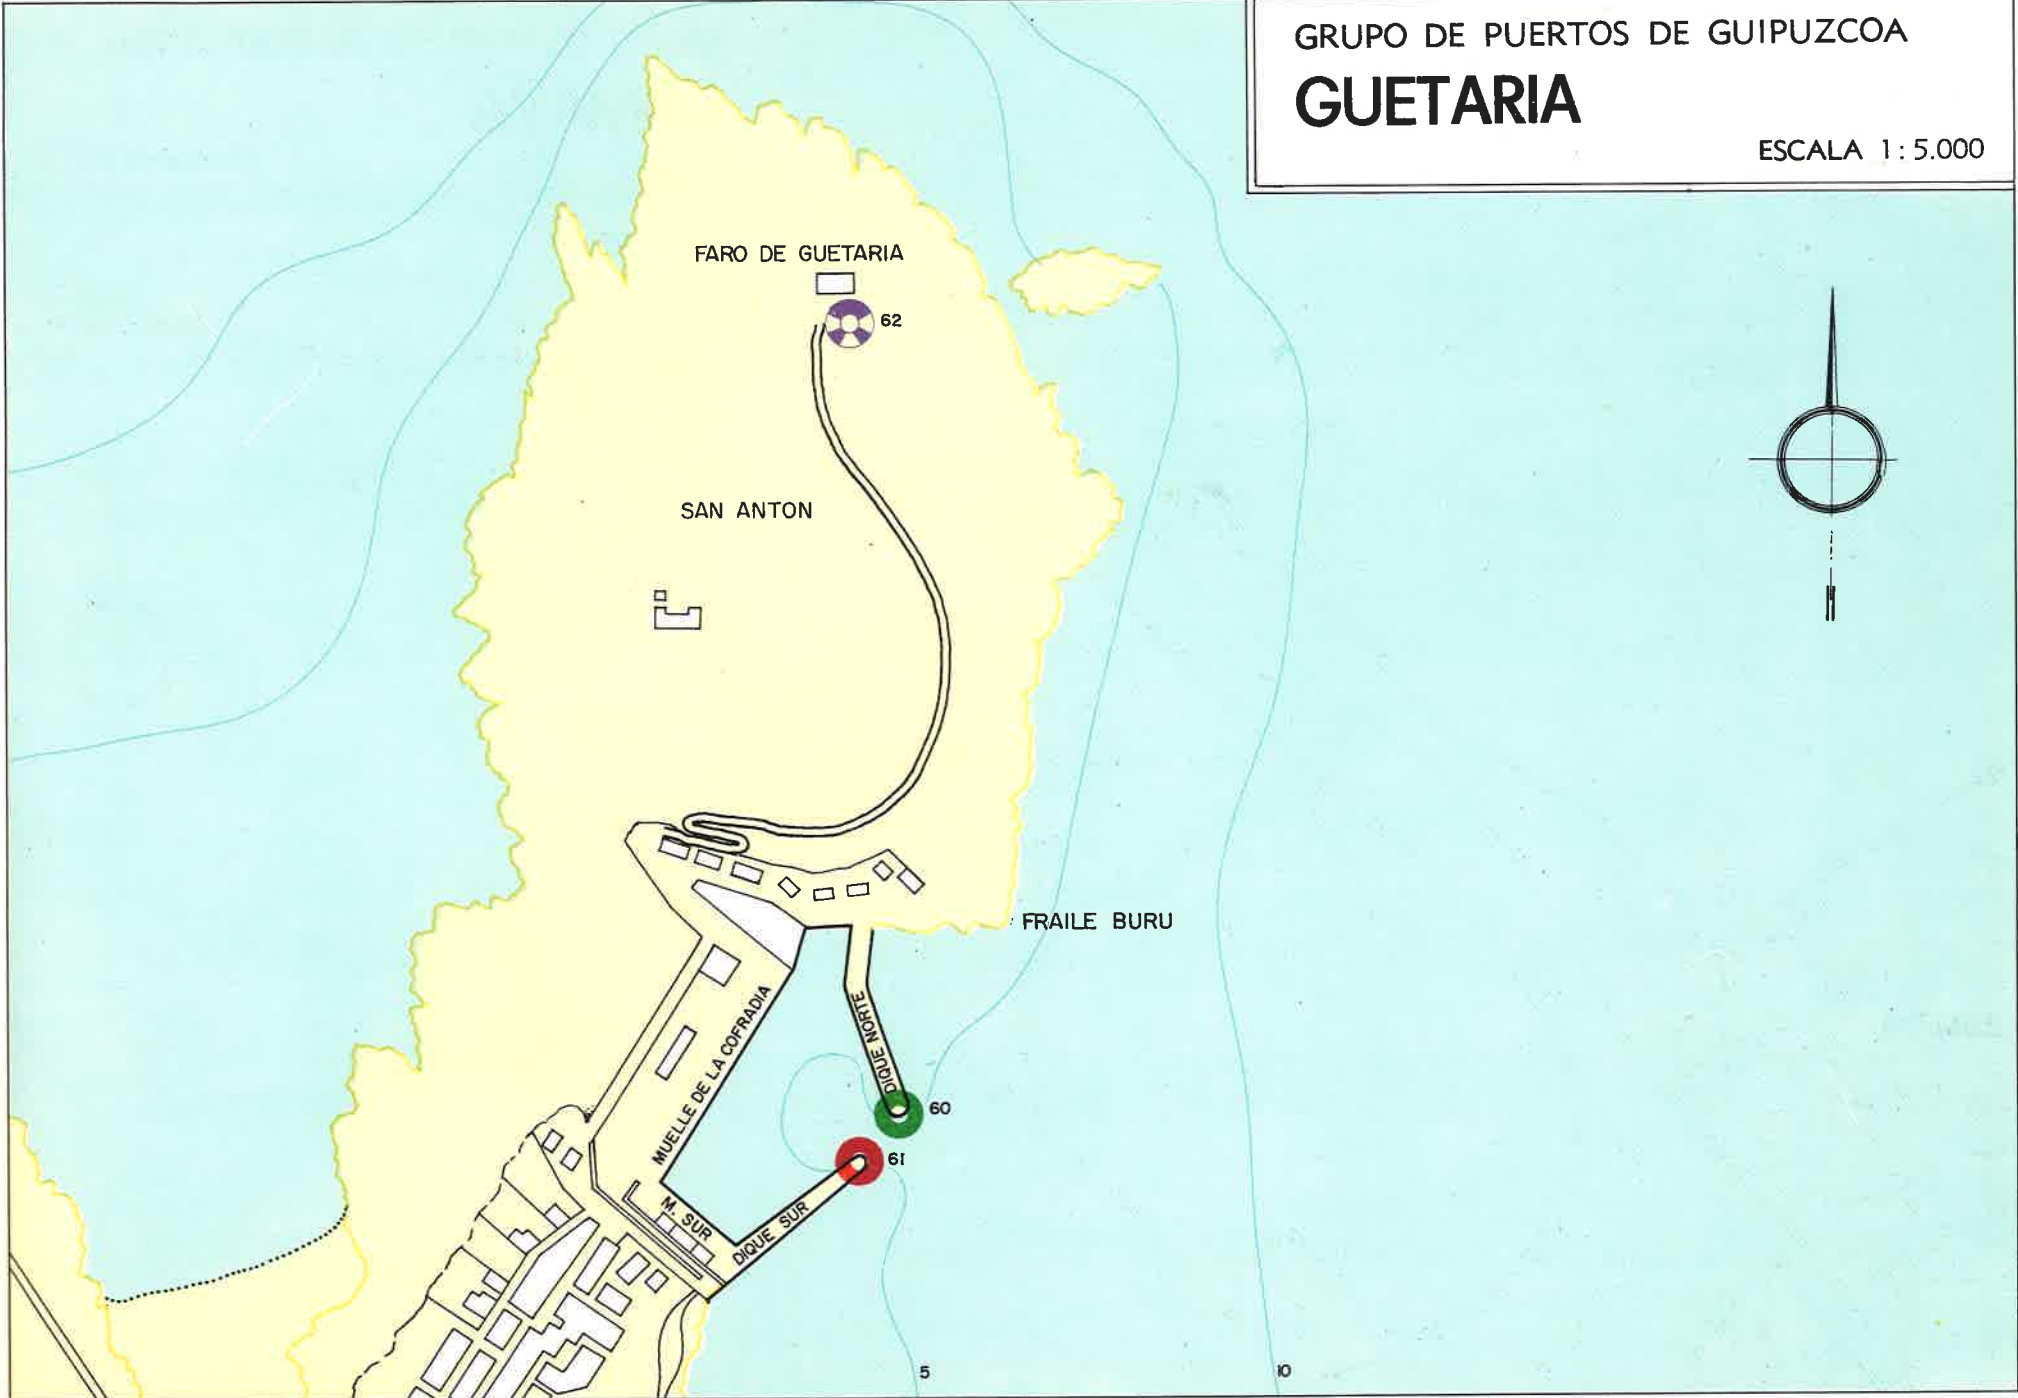 GRUPO DE PUERTOS DE GUIPUZCOA
GUETARIA
ESCALA 1:5.000
FARO DE GUETARIA
62
SAN ANTON
FRAILE BURU
MUELLE DE LA COFRADIA
DIQUE NORTE
60
61
M. SUR
DIQUE SUR
5
10